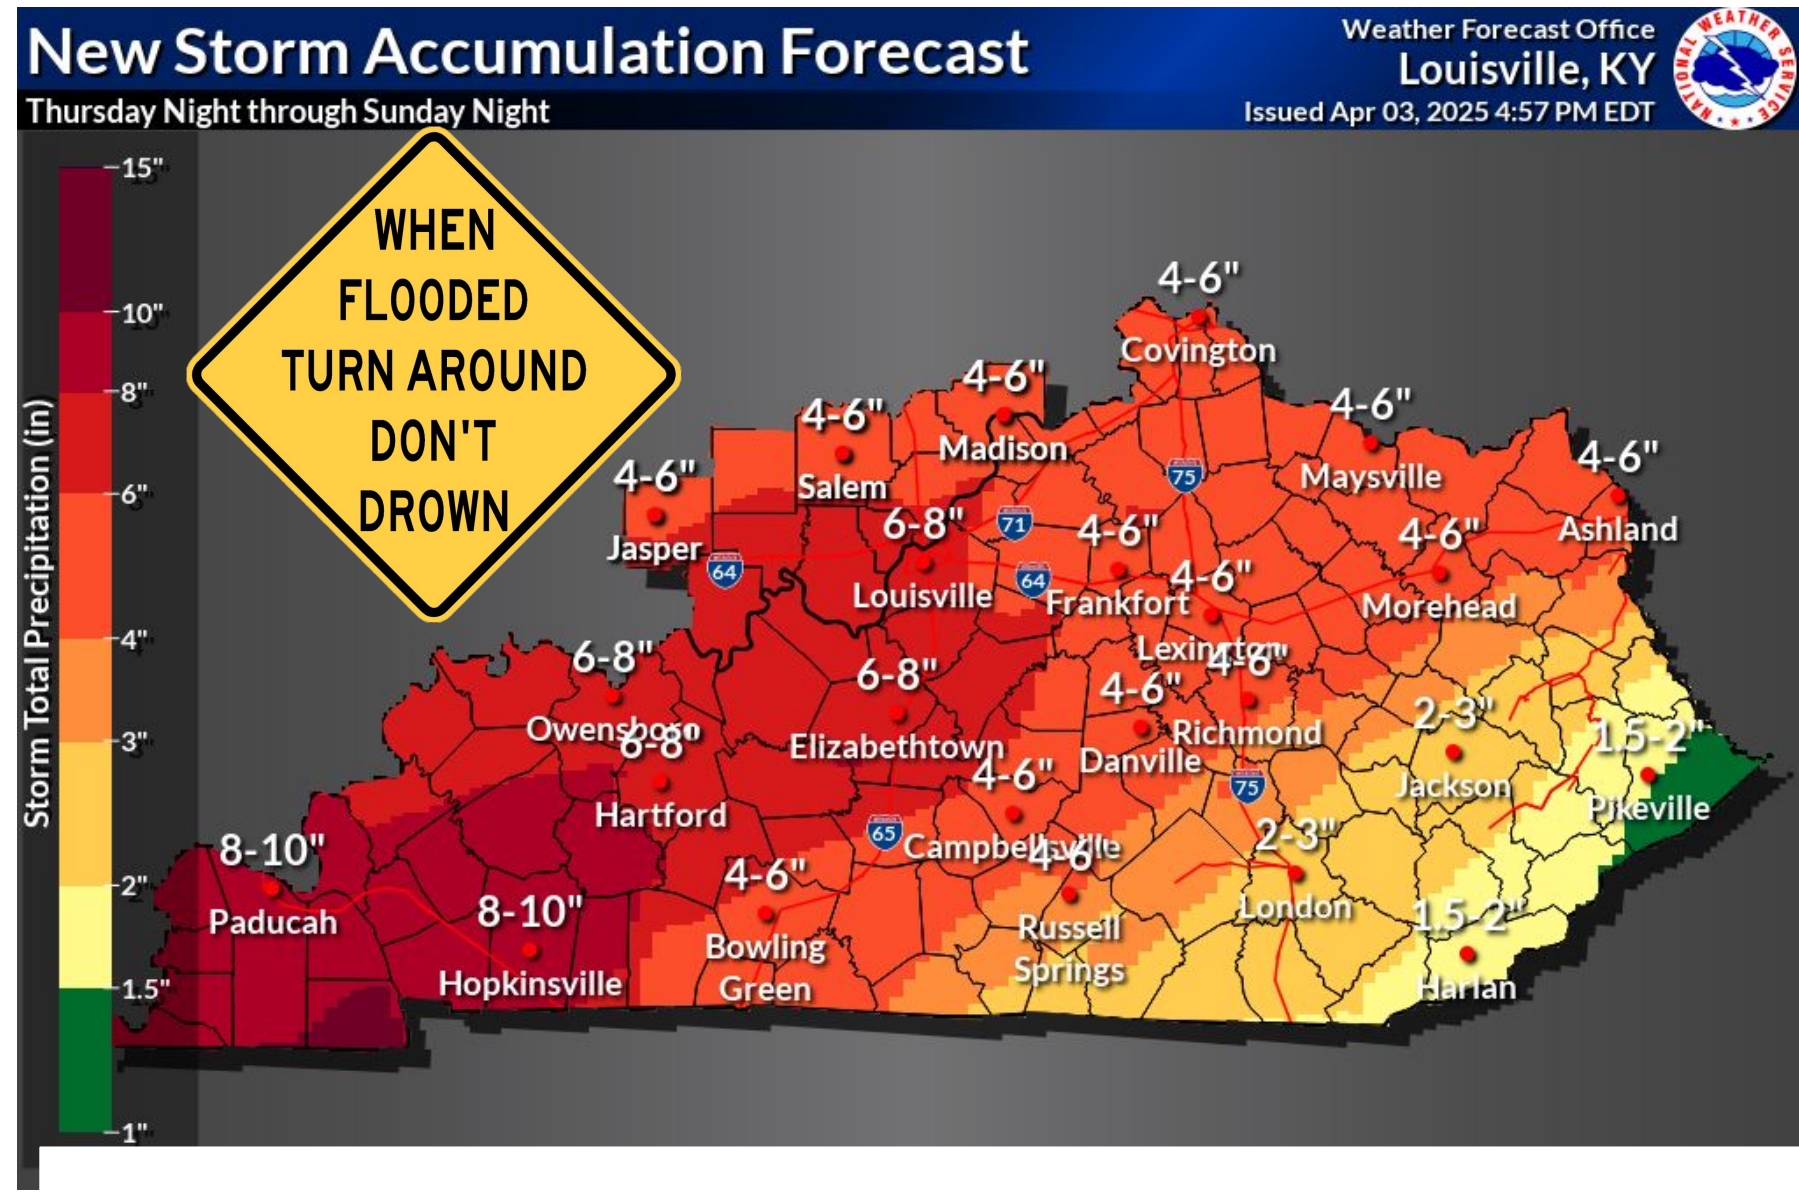 New Storm Accumulation Forecast
Thursday Night through Sunday Night
Weather Forecast Office
Louisville, KY
Issued Apr 03, 2025 4:57 PM EDT
NATIONAL WEATHER SERVICE
Storm Total Precipitation (in)
15"
10"
8"
6"
4"
3"
2"
1.5"
1"
WHEN
FLOODED
TURN AROUND
DON'T
DROWN
4-6"
Covington
4-6"
Madison
4-6"
Salem
4-6"
Jasper
4-6"
Maysville
4-6"
Ashland
75
71
64
64
6-8"
Louisville
4-6"
Frankfort
4-6"
Lexington
4-6"
Morehead
6-8"
Owensboro
6-8"
Hartford
6-8"
Elizabethtown
4-6"
Danville
4-6"
Richmond
2-3"
Jackson
1.5-2"
Pikeville
75
65
4-6"
Campbellsville
8-10"
Paducah
8-10"
Hopkinsville
4-6"
Bowling
Green
4-6"
Russell
Springs
2-3"
London
1.5-2"
Harlan